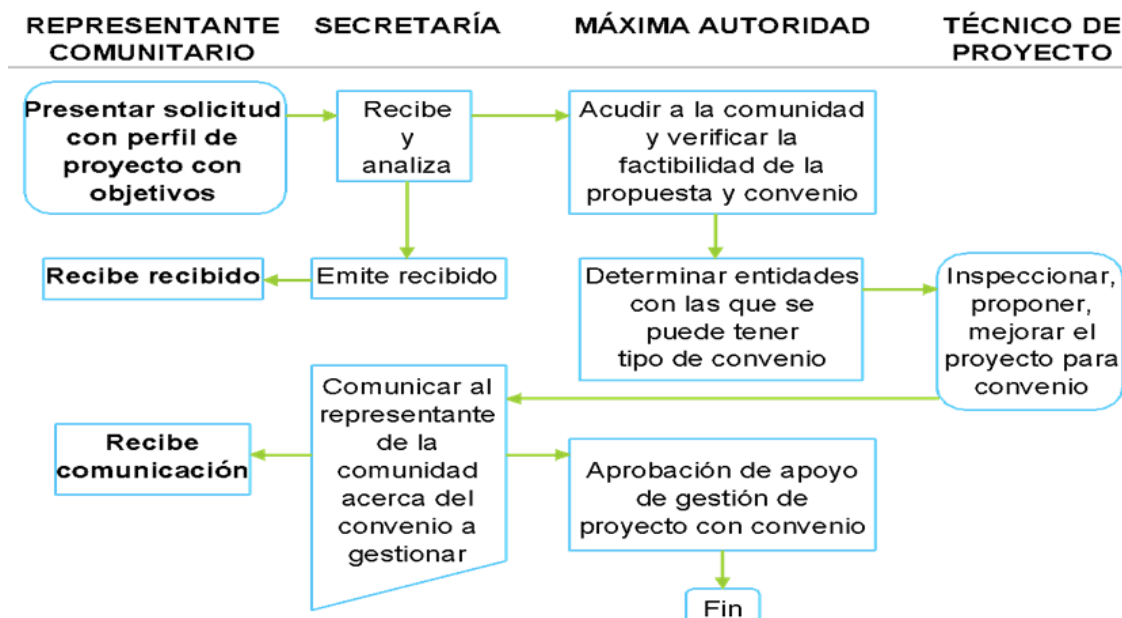 REPRESENTANTE
COMUNITARIO
SECRETARÍA
MÁXIMA AUTORIDAD
TÉCNICO DE
PROYECTO
Presentar solicitud
con perfil de
proyecto con
objetivos
Recibe
y
analiza
Acudir a la comunidad
y verificar la
factibilidad de la
propuesta y convenio
Recibe recibido
Emite recibido
Determinar entidades
con las que se
puede tener
tipo de convenio
Inspeccionar,
proponer,
mejorar el
proyecto para
convenio
Recibe
comunicación
Comunicar al
representante
de la
comunidad
acerca del
convenio a
gestionar
Aprobación de apoyo
de gestión de
proyecto con convenio
Fin